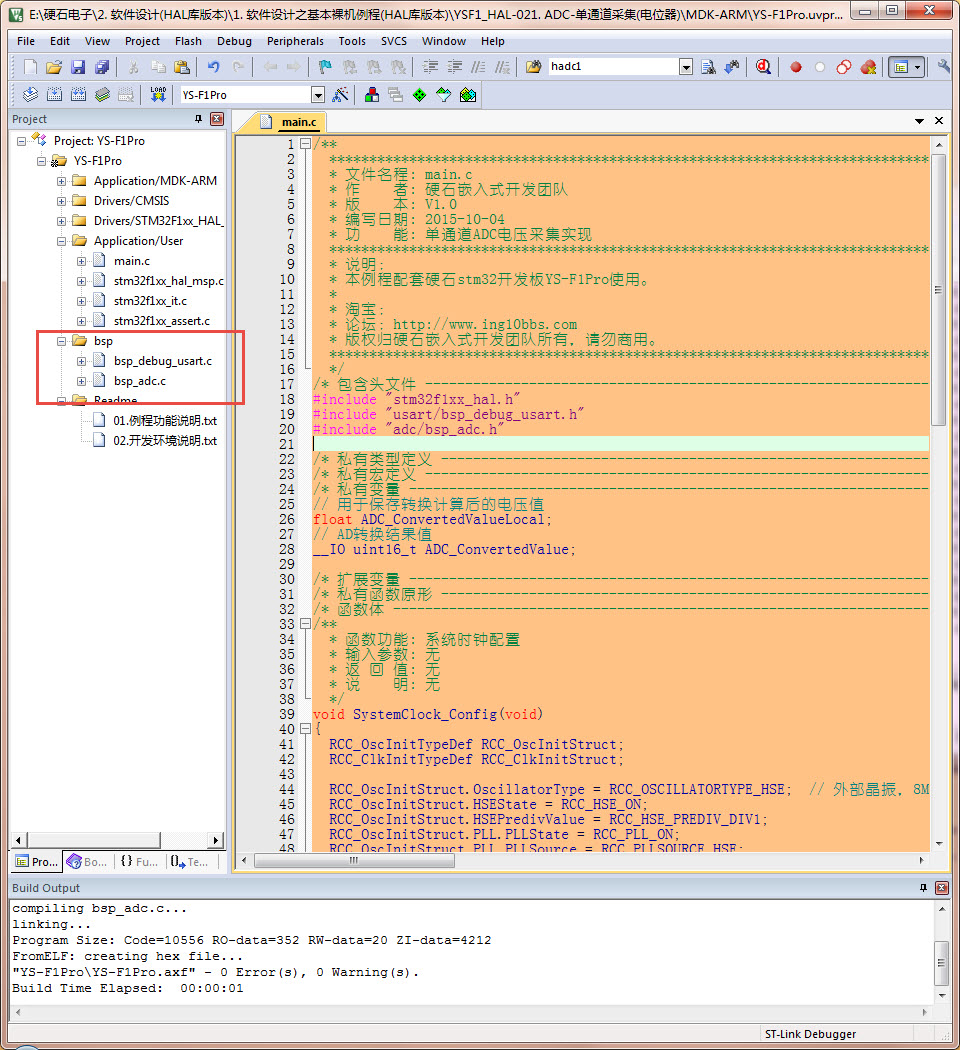 E:\硬石电子\2. 软件设计(HAL库版本)\1. 软件设计之基本裸机例程(HAL库版本)\YSF1_HAL-021. ADC-单通道采集(电位器)\MDK-ARM\YS-F1Pro.uvpr...
File Edit View Project Flash Debug Peripherals Tools SVCS Window Help
hadc1
LOAD YS-F1Pro
Project
main.c
Project: YS-F1Pro
YS-F1Pro
Application/MDK-ARM
Drivers/CMSIS
Drivers/STM32F1xx_HAL_
Application/User
main.c
stm32f1xx_hal_msp.c
stm32f1xx_it.c
stm32f1xx_assert.c
bsp
bsp_debug_usart.c
bsp_adc.c
Readme
01.例程功能说明.txt
02.开发环境说明.txt
Pro... Bo... {} Fu... Te...
1 /**
2 ******************************************************************************
3 * 文件名程: main.c
4 * 作 者: 硬石嵌入式开发团队
5 * 版 本: V1.0
6 * 编写日期: 2015-10-04
7 * 功 能: 单通道ADC电压采集实现
8 ******************************************************************************
9 * 说明:
10 * 本例程配套硬石stm32开发板YS-F1Pro使用。
11 *
12 * 淘宝:
13 * 论坛: http://www.ing10bbs.com
14 * 版权归硬石嵌入式开发团队所有，请勿商用。
15 ******************************************************************************
16 */
17 /* 包含头文件 ----------------------------------------------------------------
18 #include "stm32f1xx_hal.h"
19 #include "usart/bsp_debug_usart.h"
20 #include "adc/bsp_adc.h"
21
22 /* 私有类型定义 --------------------------------------------------------------
23 /* 私有宏定义 ----------------------------------------------------------------
24 /* 私有变量 ------------------------------------------------------------------
25 // 用于保存转换计算后的电压值
26 float ADC_ConvertedValueLocal;
27 // AD转换结果值
28 __IO uint16_t ADC_ConvertedValue;
29
30 /* 扩展变量 ------------------------------------------------------------------
31 /* 私有函数原形 --------------------------------------------------------------
32 /* 函数体 --------------------------------------------------------------------
33 /**
34 * 函数功能: 系统时钟配置
35 * 输入参数: 无
36 * 返 回 值: 无
37 * 说 明: 无
38 */
39 void SystemClock_Config(void)
40 {
41 RCC_OscInitTypeDef RCC_OscInitStruct;
42 RCC_ClkInitTypeDef RCC_ClkInitStruct;
43
44 RCC_OscInitStruct.OscillatorType = RCC_OSCILLATORTYPE_HSE; // 外部晶振，8M
45 RCC_OscInitStruct.HSEState = RCC_HSE_ON;
46 RCC_OscInitStruct.HSEPredivValue = RCC_HSE_PREDIV_DIV1;
47 RCC_OscInitStruct.PLL.PLLState = RCC_PLL_ON;
48 RCC_OscInitStruct.PLL.PLLSource = RCC_PLLSOURCE_HSE;
Build Output
compiling bsp_adc.c...
linking...
Program Size: Code=10556 RO-data=352 RW-data=20 ZI-data=4212
FromELF: creating hex file...
"YS-F1Pro\YS-F1Pro.axf" - 0 Error(s), 0 Warning(s).
Build Time Elapsed: 00:00:01
ST-Link Debugger